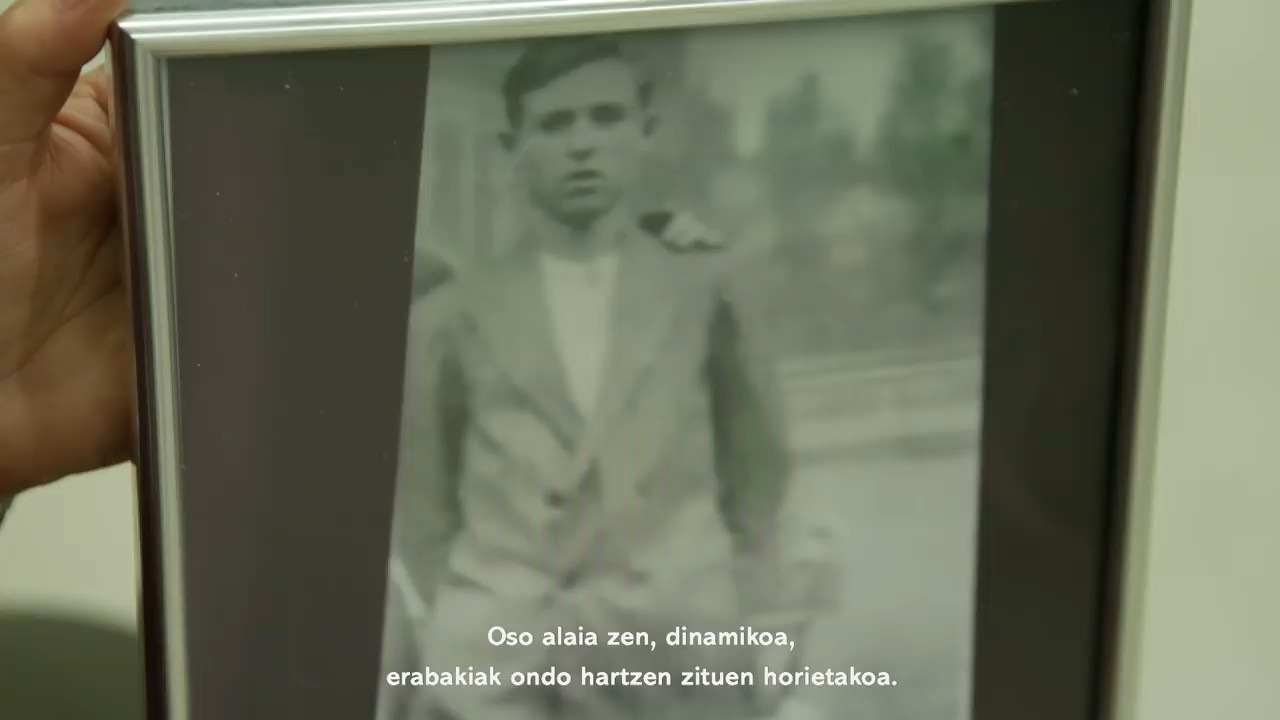 Oso alaia zen, dinamikoa,
erabakiak ondo hartzen zituen horietakoa.